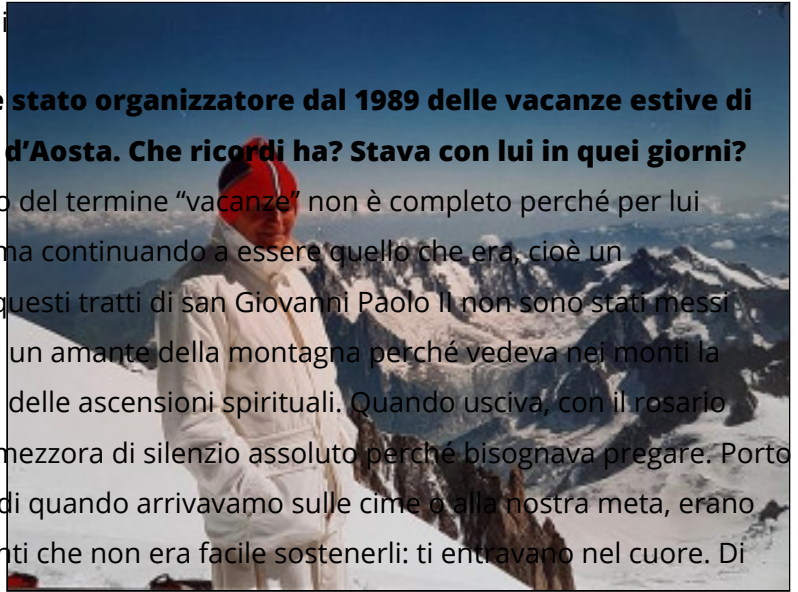 i
e stato organizzatore dal 1989 delle vacanze estive di
d’Aosta. Che ricordi ha? Stava con lui in quei giorni?
o del termine “vacanze” non è completo perché per lui
ma continuando a essere quello che era, cioè un
questi tratti di san Giovanni Paolo II non sono stati messi
un amante della montagna perché vedeva nei monti la
delle ascensioni spirituali. Quando usciva, con il rosario
mezzora di silenzio assoluto perché bisognava pregare. Porto
di quando arrivavamo sulle cime o alla nostra meta, erano
nti che non era facile sostenerli: ti entravano nel cuore. Di